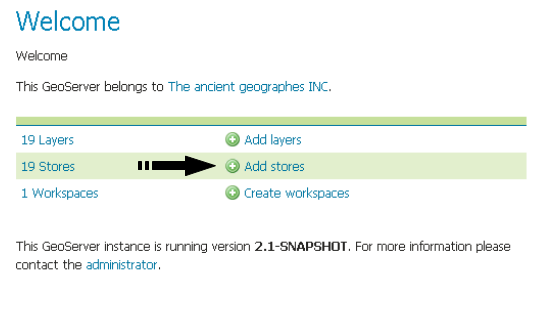 Welcome
Welcome
This GeoServer belongs to The ancient geographes INC.
19 Layers Add layers
19 Stores Add stores
1 Workspaces Create workspaces
This GeoServer instance is running version 2.1-SNAPSHOT. For more information please
contact the administrator.